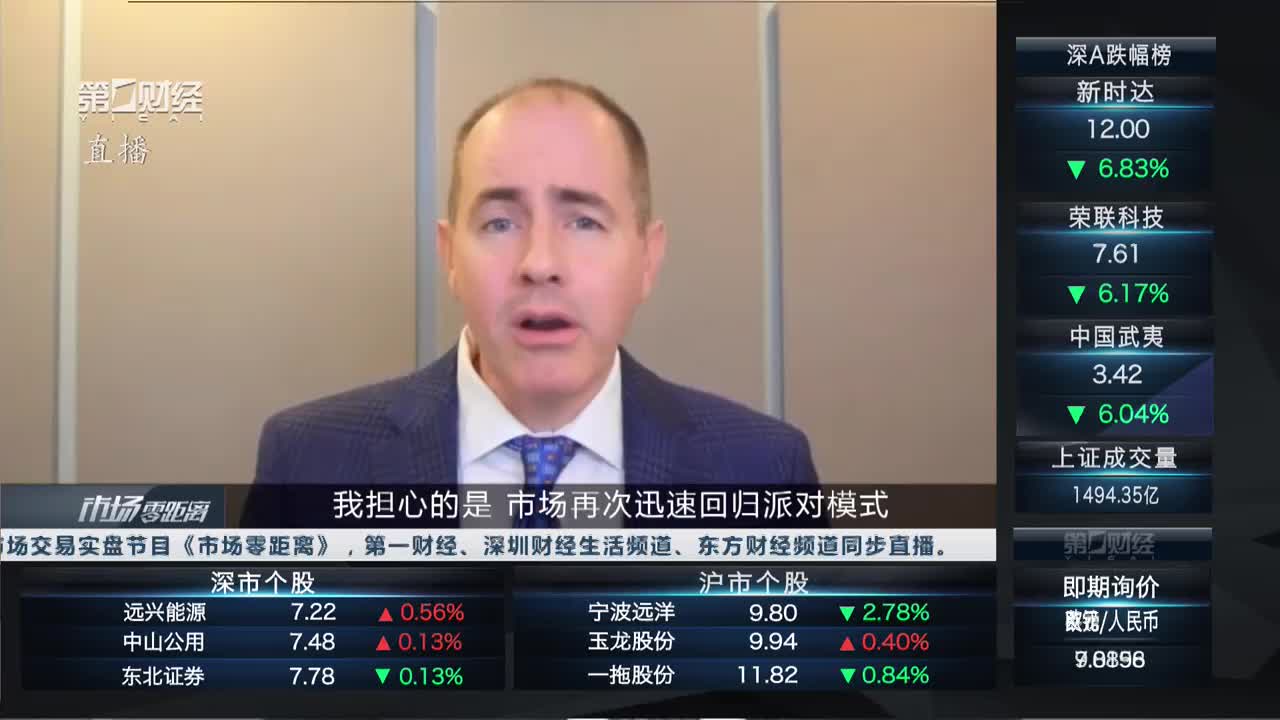 第一财经
YICAI
直播
市场零距离
我担心的是 市场再次迅速回归派对模式
市场交易实盘节目《市场零距离》，第一财经、深圳财经生活频道、东方财经频道同步直播。
深市个股
远兴能源 7.22 ▲ 0.56%
中山公用 7.48 ▲ 0.13%
东北证券 7.78 ▼ 0.13%
沪市个股
宁波远洋 9.80 ▼ 2.78%
玉龙股份 9.94 ▲ 0.40%
一拖股份 11.82 ▼ 0.84%
深A跌幅榜
新时达
12.00
▼ 6.83%
荣联科技
7.61
▼ 6.17%
中国武夷
3.42
▼ 6.04%
上证成交量
1494.35亿
第一财经
YICAI
即期询价
/人民币